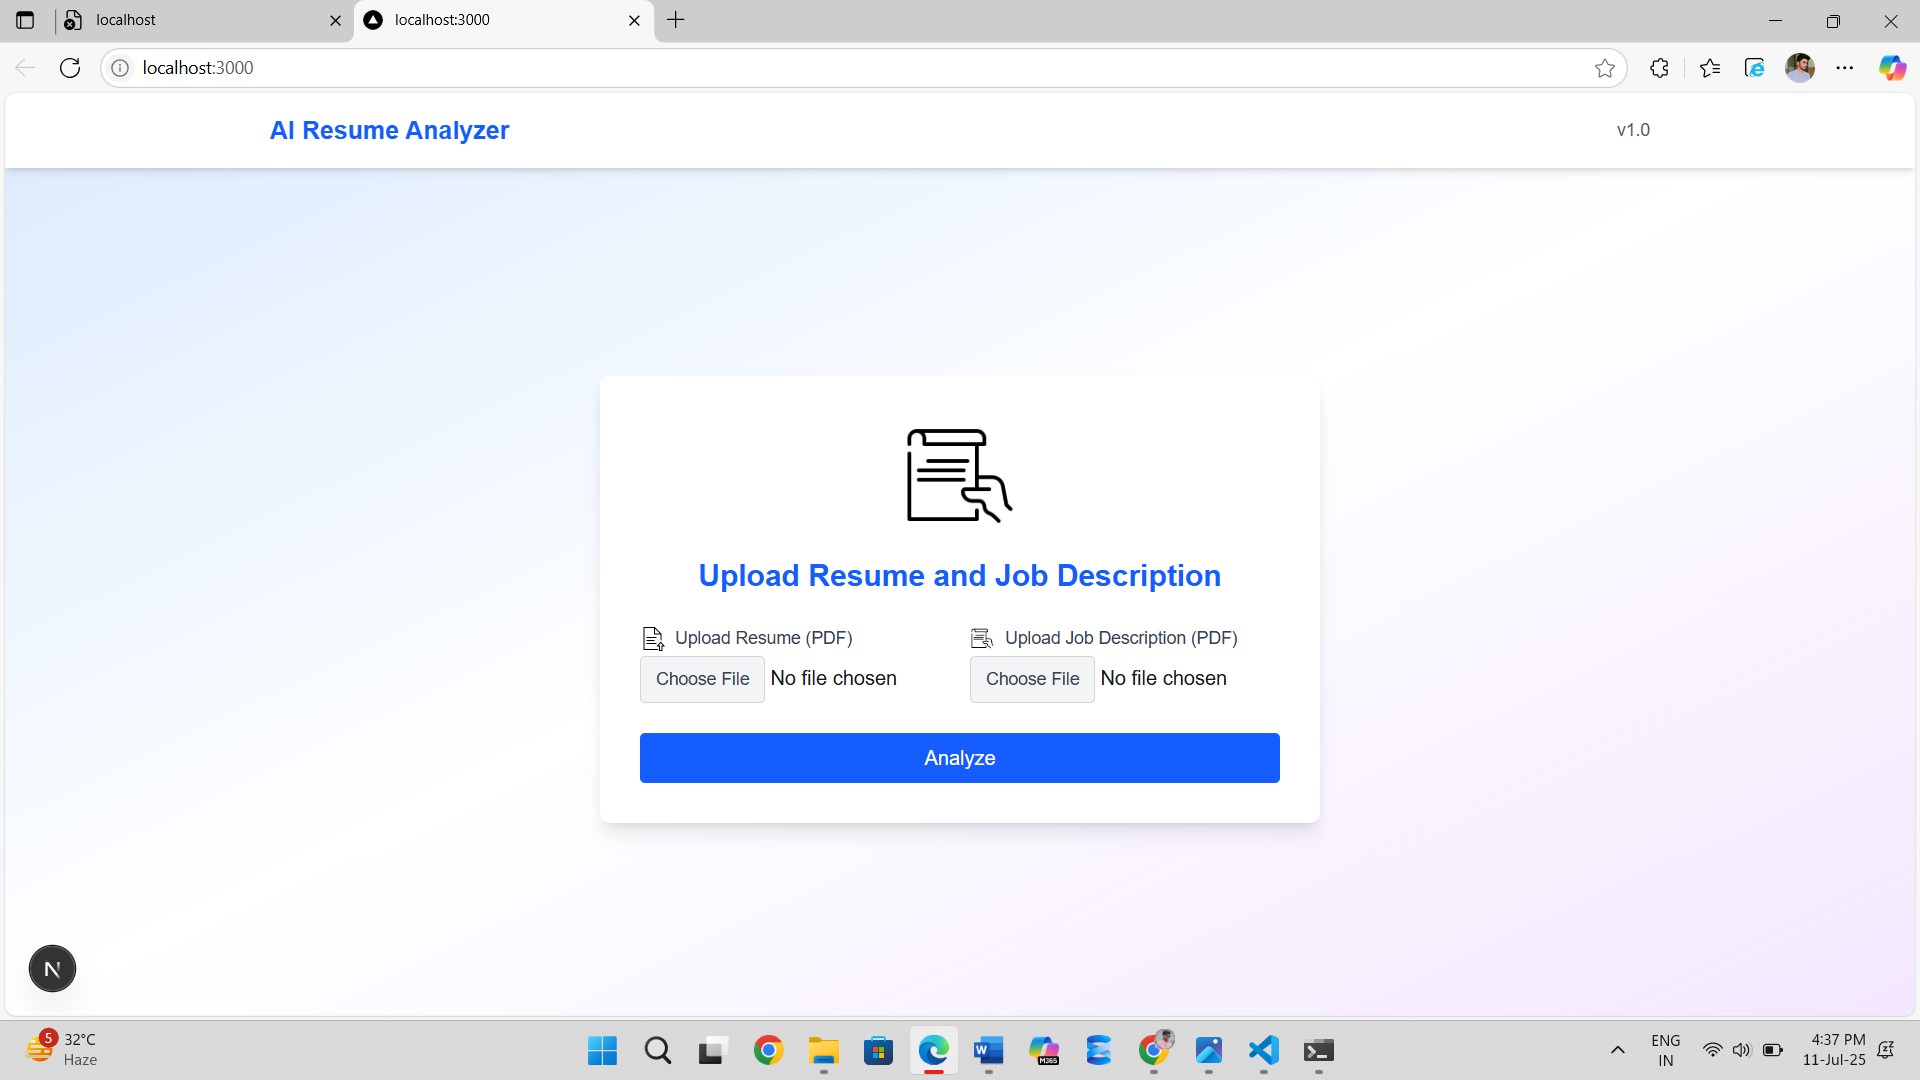 localhost
localhost:3000
localhost:3000
AI Resume Analyzer
v1.0
Upload Resume and Job Description
Upload Resume (PDF)
Upload Job Description (PDF)
Choose File No file chosen
Choose File No file chosen
Analyze
N
5
32°C
Haze
W
M365
ENG
IN
4:37 PM
11-Jul-25